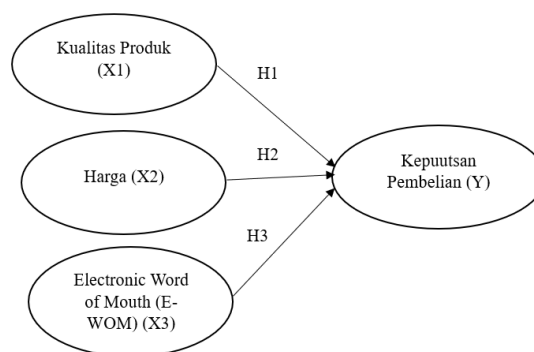 Kualitas Produk
(X1)
H1
H2
Harga (X2)
Kepuutsan
Pembelian (Y)
H3
Electronic Word
of Mouth (E-
WOM) (X3)